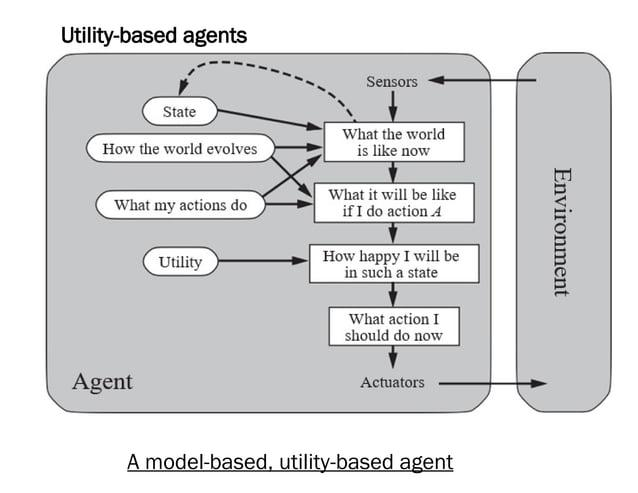 Utility-based agents
Sensors
State
What the world
is like now
How the world evolves
What my actions do
What it will be like
if I do action A
Utility
How happy I will be
in such a state
What action I
should do now
Agent
Actuators
Environment
A model-based, utility-based agent